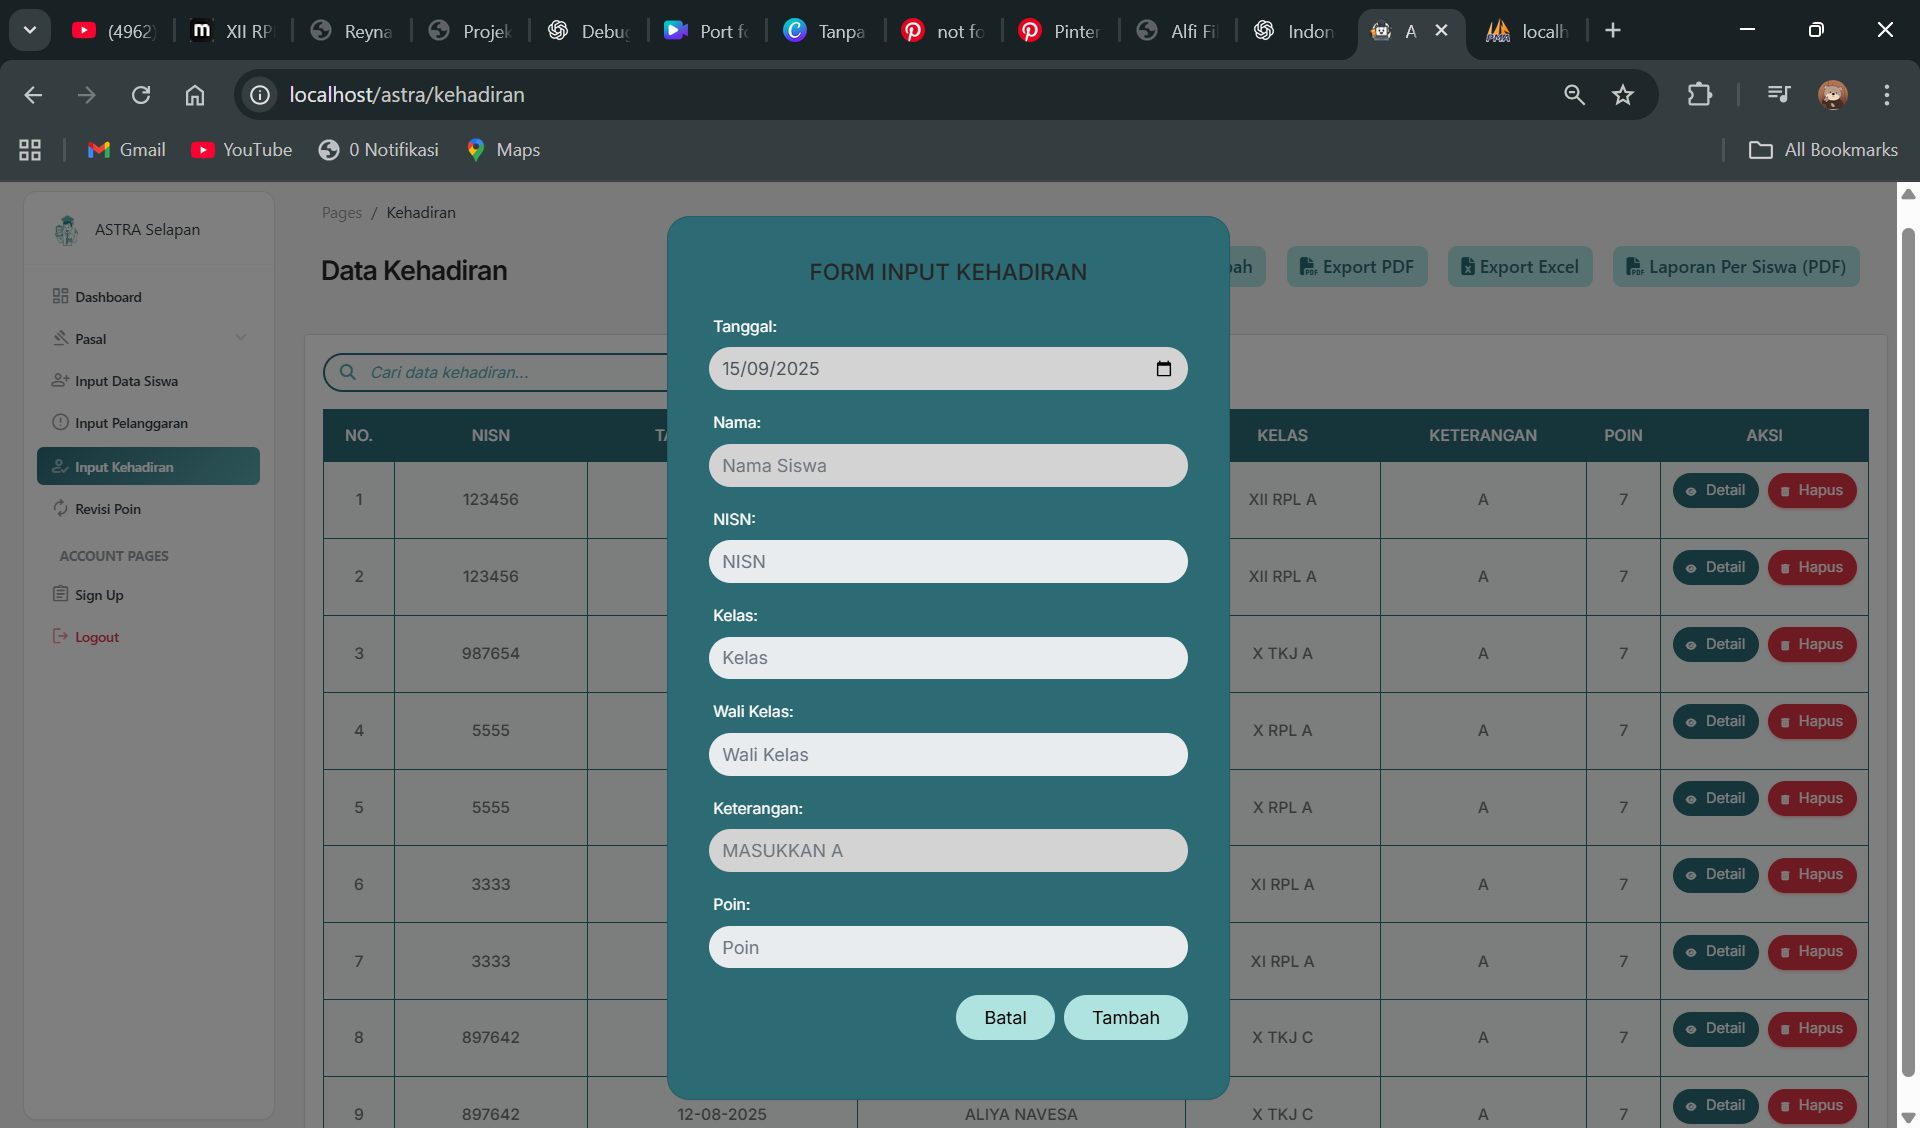 (4962)
XII RP
Reyna
Projek
Debug
Port fo
Tanpa
not fo
Pinter
Alfi Fil
Indon
A
localh
localhost/astra/kehadiran
Gmail
YouTube
0 Notifikasi
Maps
All Bookmarks
ASTRA Selapan
Dashboard
Pasal
Input Data Siswa
Input Pelanggaran
Input Kehadiran
Revisi Poin
ACCOUNT PAGES
Sign Up
Logout
Pages / Kehadiran
Data Kehadiran
bah
Export PDF
Export Excel
Laporan Per Siswa (PDF)
Cari data kehadiran...
NO. NISN TA KELAS KETERANGAN POIN AKSI
1 123456 XII RPL A A 7 Detail Hapus
2 123456 XII RPL A A 7 Detail Hapus
3 987654 X TKJ A A 7 Detail Hapus
4 5555 X RPL A A 7 Detail Hapus
5 5555 X RPL A A 7 Detail Hapus
6 3333 XI RPL A A 7 Detail Hapus
7 3333 XI RPL A A 7 Detail Hapus
8 897642 X TKJ C A 7 Detail Hapus
9 897642 12-08-2025 ALIYA NAVESA X TKJ C A 7 Detail Hapus
FORM INPUT KEHADIRAN
Tanggal:
15/09/2025
Nama:
Nama Siswa
NISN:
NISN
Kelas:
Kelas
Wali Kelas:
Wali Kelas
Keterangan:
MASUKKAN A
Poin:
Poin
Batal
Tambah